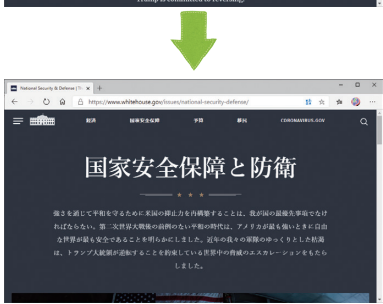 Trump is committed to reversing.
National Security & Defense | Th
https://www.whitehouse.gov/issues/national-security-defense/
経済 国家安全保障 予算 移民 CORONAVIRUS.GOV
国家安全保障と防衛
強さを通じて平和を守るために米国の抑止力を再構築することは、我が国の最優先事項でなけ
ればならない。第二次世界大戦後の前例のない平和の時代は、アメリカが最も強いときに自由
な世界が最も安全であることを明らかにしました。近年の我々の軍隊のゆっくりとした枯渇
は、トランプ大統領が逆転することを約束している世界中の脅威のエスカレーションをもたら
しました。